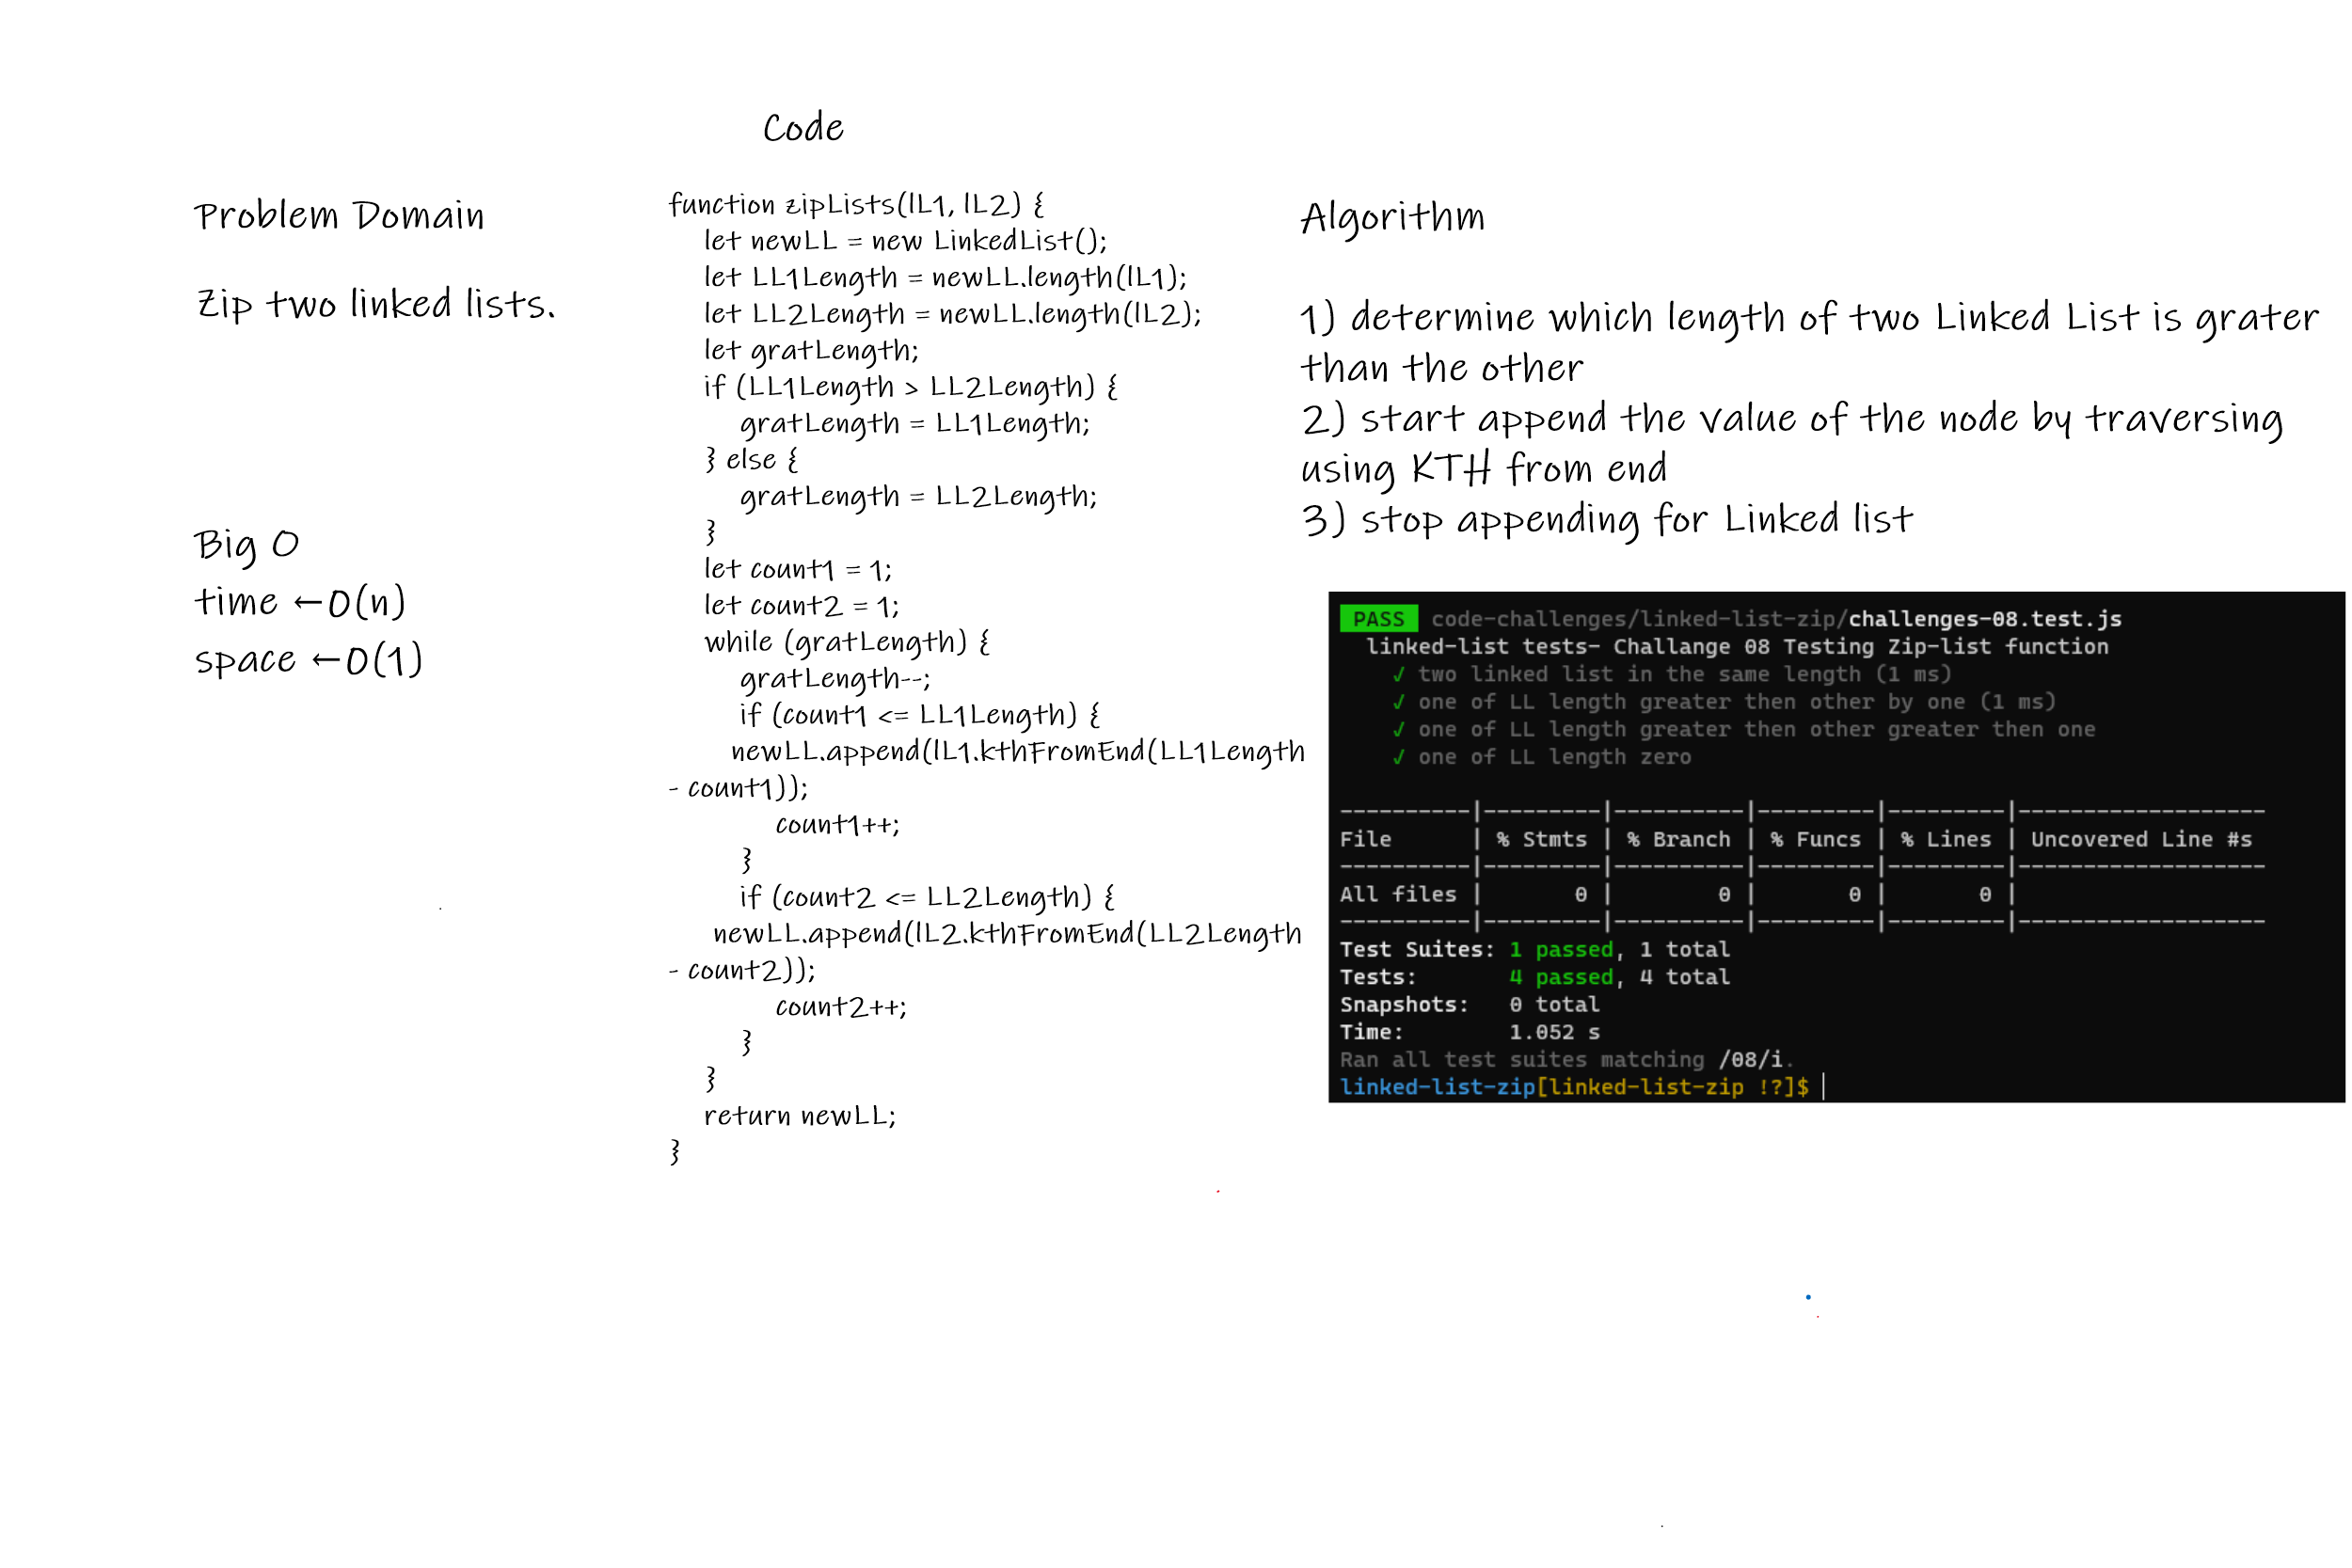 Code
Problem Domain
Zip two linked lists.
Big O
time ←O(n)
space ←O(1)
function zipLists(lL1, lL2) {
let newLL = new LinkedList();
let LL1Length = newLL.length(lL1);
let LL2Length = newLL.length(lL2);
let gratLength;
if (LL1Length > LL2Length) {
gratLength = LL1Length;
} else {
gratLength = LL2Length;
}
let count1 = 1;
let count2 = 1;
while (gratLength) {
gratLength--;
if (count1 <= LL1Length) {
newLL.append(lL1.kthFromEnd(LL1Length
- count1));
count1++;
}
if (count2 <= LL2Length) {
newLL.append(lL2.kthFromEnd(LL2Length
- count2));
count2++;
}
}
return newLL;
}
Algorithm
1) determine which length of two Linked List is grater
than the other
2) start append the value of the node by traversing
using KTH from end
3) stop appending for Linked list
PASS code-challenges/linked-list-zip/challenges-08.test.js
linked-list tests- Challange 08 Testing Zip-list function
✓ two linked list in the same length (1 ms)
✓ one of LL length greater then other by one (1 ms)
✓ one of LL length greater then other greater then one
✓ one of LL length zero
----------|---------|----------|---------|---------|-------------------
File | % Stmts | % Branch | % Funcs | % Lines | Uncovered Line #s
----------|---------|----------|---------|---------|-------------------
All files | 0 | 0 | 0 | 0 |
----------|---------|----------|---------|---------|-------------------
Test Suites: 1 passed, 1 total
Tests: 4 passed, 4 total
Snapshots: 0 total
Time: 1.052 s
Ran all test suites matching /08/i.
linked-list-zip[linked-list-zip !?]$